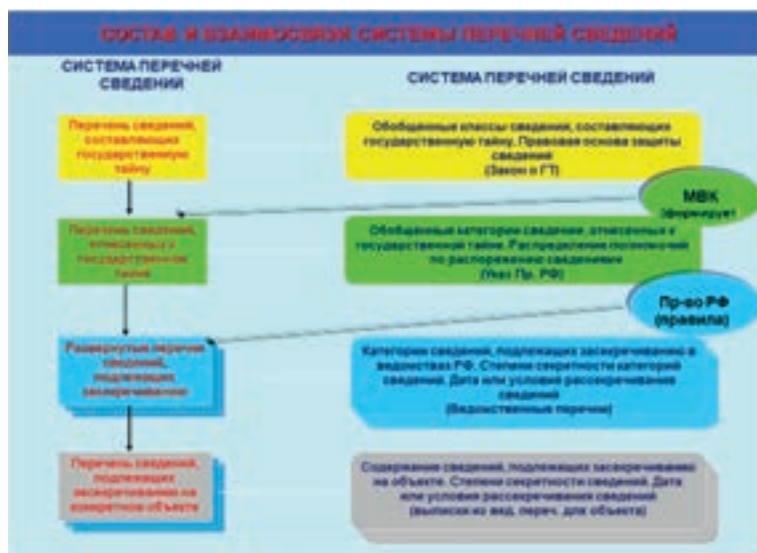 СОСТАВ И ВЗАИМОСВЯЗИ СИСТЕМЫ ПЕРЕЧНЕЙ СВЕДЕНИЙ
СИСТЕМА ПЕРЕЧНЕЙ
СВЕДЕНИЙ
СИСТЕМА ПЕРЕЧНЕЙ СВЕДЕНИЙ
Перечень сведений,
составляющих
государственную
тайну
Обобщенные классы сведений, составляющих
государственную тайну. Правовая основа защиты
сведений
(Закон о ГТ)
МВК
(формирует
Перечень сведений,
отнесенных к
государственной
тайне
Обобщенные категории сведений, отнесенных к
государственной тайне. Распределение полномочий
по распоряжению сведениями
(Указ Пр. РФ)
Пр-во РФ
(правила)
Развернутые перечни
сведений,
подлежащих
засекречиванию
Категории сведений, подлежащих засекречиванию в
ведомствах РФ. Степени секретности категорий
сведений. Дата или условия рассекречивания
сведений
(Ведомственные перечни)
Перечень сведений,
подлежащих
засекречиванию на
конкретном объекте
Содержание сведений, подлежащих засекречиванию
на объекте. Степени секретности сведений. Дата
или условия рассекречивания сведений
(выписки из вед. переч. для объекта)